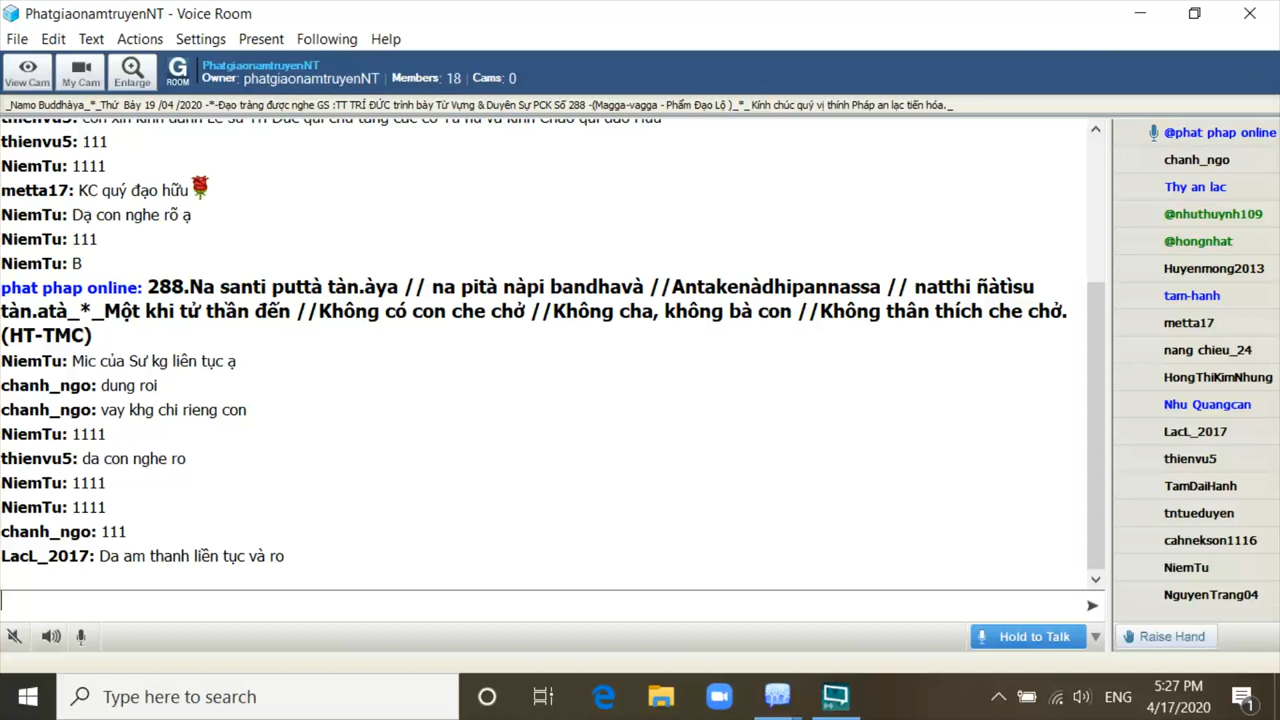 PhatgiaonamtruyenNT - Voice Room
File Edit Text Actions Settings Present Following Help
View Cam My Cam Enlarge G ROOM PhatgiaonamtruyenNT
Owner: phatgiaonamtruyenNT Members: 18 Cams: 0
_Namo Buddhàya_*_Thứ Bảy 19 /04 /2020 -*-Đạo tràng được nghe GS :TT TRÍ ĐỨC trình bày Từ Vựng & Duyên Sự PCK Số 288 -(Magga-vagga - Phẩm Đạo Lộ )_*_ Kính chúc quý vị thính Pháp an lạc tiến hóa._
thienvu5: 111
NiemTu: 1111
metta17: KC quý đạo hữu
NiemTu: Dạ con nghe rõ ạ
NiemTu: 111
NiemTu: B
phat phap online: 288.Na santi puttà tàn.àya // na pità nàpi bandhavà //Antakenàdhipannassa // natthi ñàtìsu
tàn.atà_*_Một khi tử thần đến //Không có con che chở //Không cha, không bà con //Không thân thích che chở.
(HT-TMC)
NiemTu: Mic của Sư kg liên tục ạ
chanh_ngo: dung roi
chanh_ngo: vay khg chi rieng con
NiemTu: 1111
thienvu5: da con nghe ro
NiemTu: 1111
NiemTu: 1111
chanh_ngo: 111
LacL_2017: Da am thanh liền tục và ro
Hold to Talk
@phat phap online
chanh_ngo
Thy an lac
@nhuthuynh109
@hongnhat
Huyenmong2013
tam-hanh
metta17
nang chieu_24
HongThiKimNhung
Nhu Quangcan
LacL_2017
thienvu5
TamDaiHanh
tntueduyen
cahnekson1116
NiemTu
NguyenTrang04
Raise Hand
Type here to search
ENG
5:27 PM
4/17/2020
1